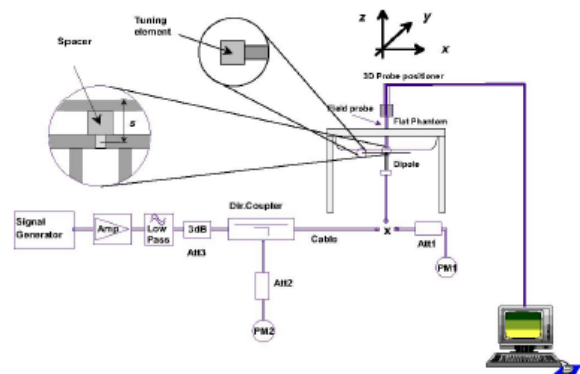 Tuning
element
Spacer
s
z
y
x
3D Probe positioner
Field probe
Flat Phantom
Dipole
Signal
Generator
Amp
Low
Pass
3dB
Att3
Dir.Coupler
Cable
x
Att1
PM1
Att2
PM2